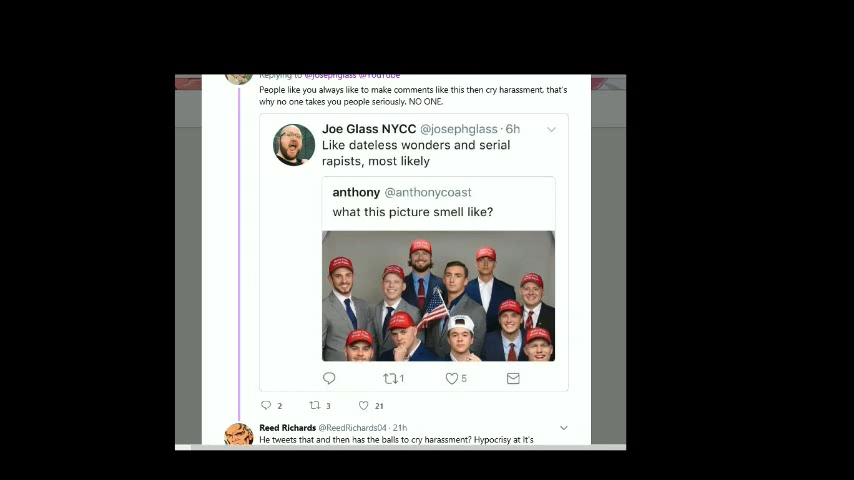 Replying to @josephglass @YouTube
People like you always like to make comments like this then cry harassment, that's
why no one takes you people seriously. NO ONE.
Joe Glass NYCC @josephglass · 6h
Like dateless wonders and serial
rapists, most likely
anthony @anthonycoast
what this picture smell like?
1
5
2
3
21
Reed Richards @ReedRichards04 · 21h
He tweets that and then has the balls to cry harassment? Hypocrisy at It's